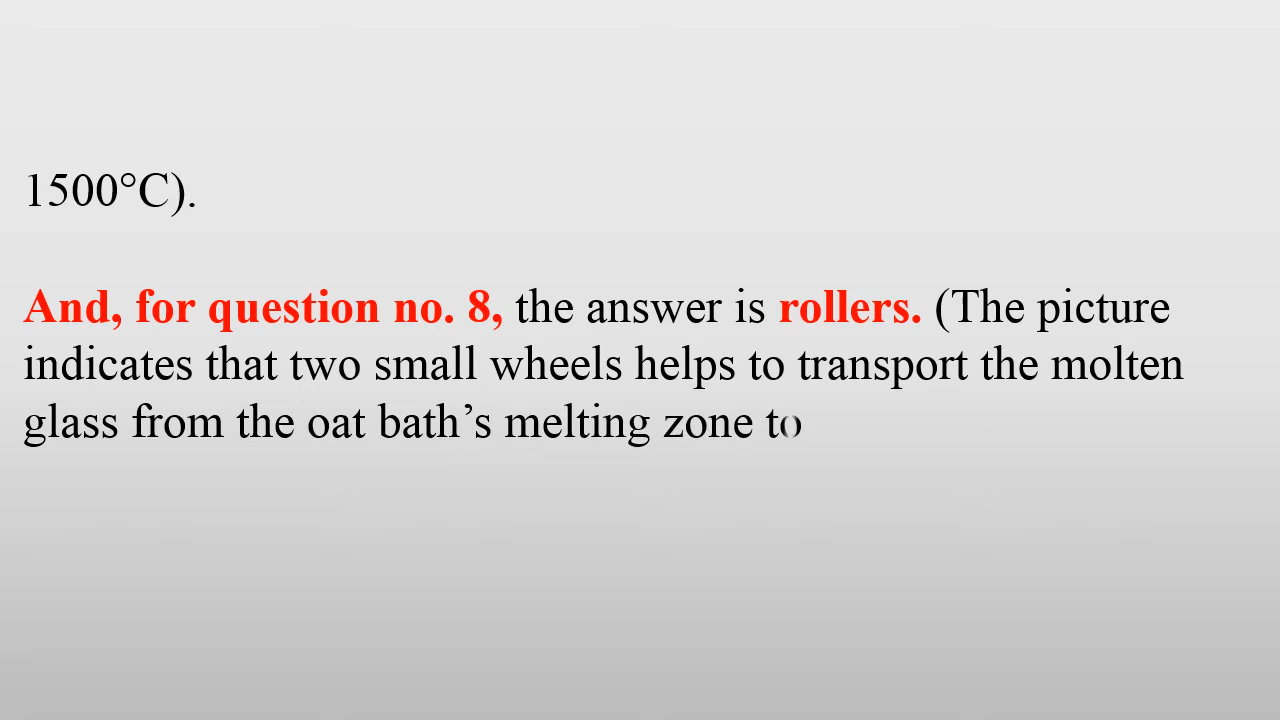 1500°C).
And, for question no. 8, the answer is rollers. (The picture
indicates that two small wheels helps to transport the molten
glass from the oat bath’s melting zone to